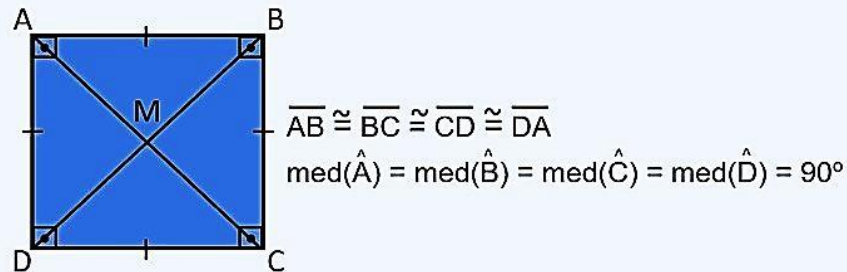 A B
M
AB ≅ BC ≅ CD ≅ DA
med(Â) = med(B̂) = med(Ĉ) = med(D̂) = 90º
D C